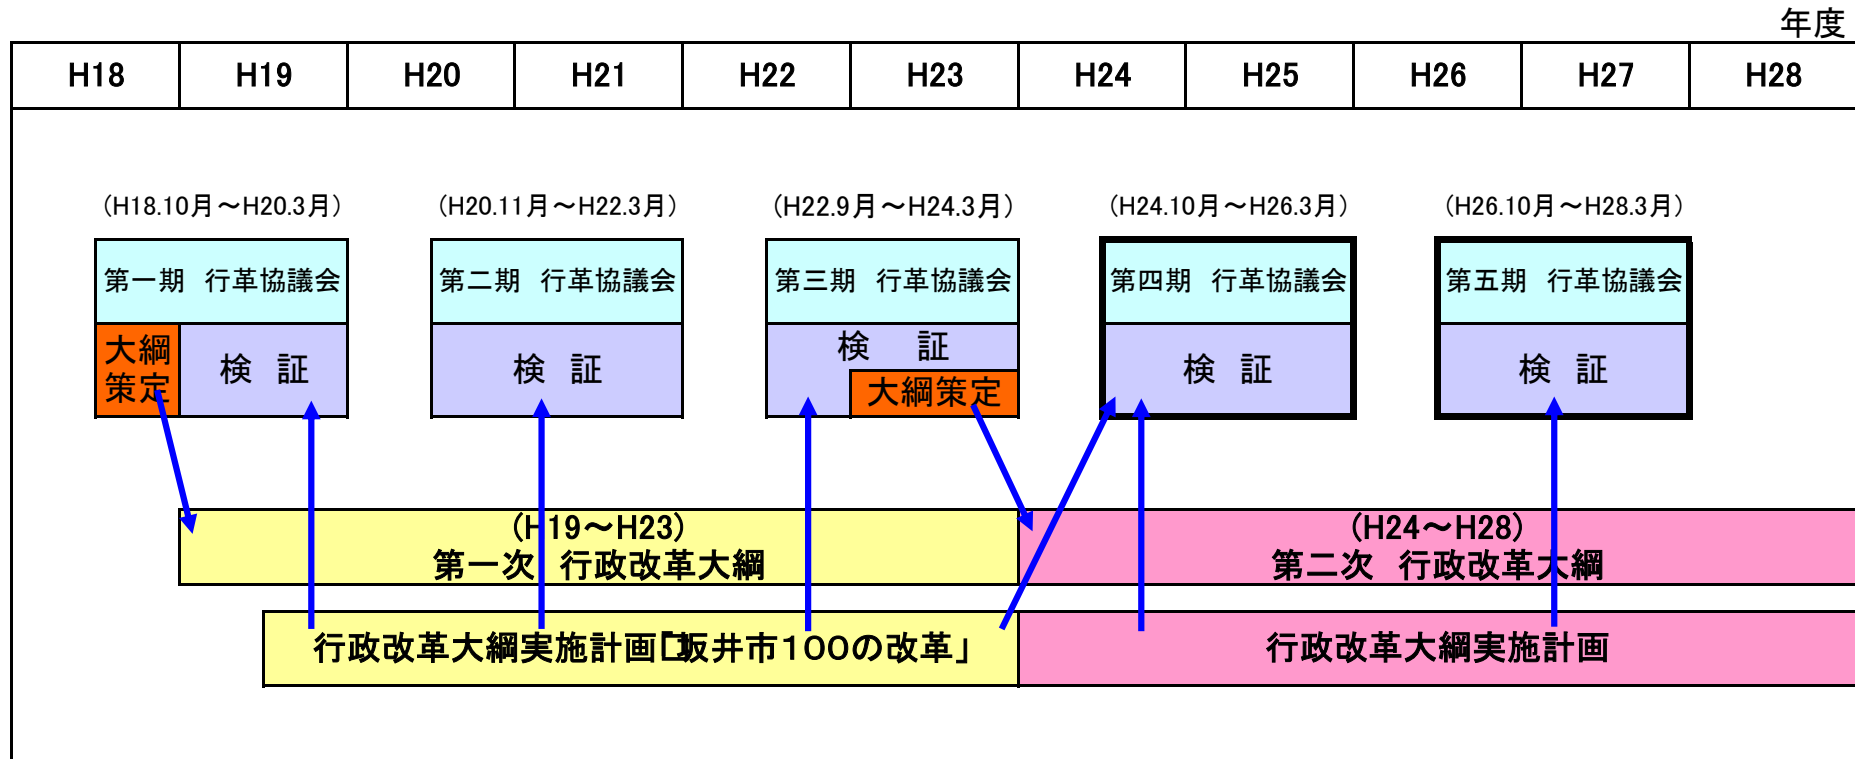 年度
H18 H19 H20 H21 H22 H23 H24 H25 H26 H27 H28
(H18.10月～H20.3月) (H20.11月～H22.3月) (H22.9月～H24.3月) (H24.10月～H26.3月) (H26.10月～H28.3月)
第一期 行革協議会 第二期 行革協議会 第三期 行革協議会 第四期 行革協議会 第五期 行革協議会
大綱
策定
検 証
検 証
検 証
大綱策定
検 証
検 証
(H19～H23)
第一次 行政改革大綱
(H24～H28)
第二次 行政改革大綱
行政改革大綱実施計画「坂井市100の改革」
行政改革大綱実施計画